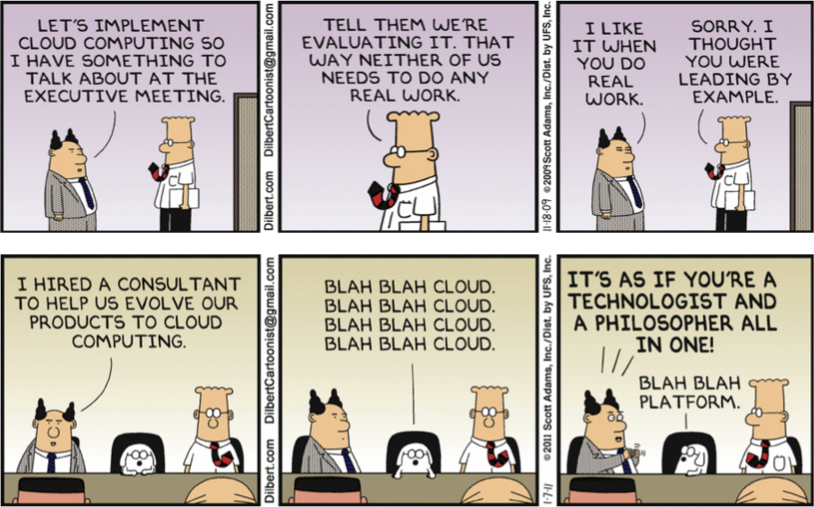 LET'S IMPLEMENT
CLOUD COMPUTING SO
I HAVE SOMETHING TO
TALK ABOUT AT THE
EXECUTIVE MEETING.
Dilbert.com DilbertCartoonist@gmail.com
TELL THEM WE'RE
EVALUATING IT. THAT
WAY NEITHER OF US
NEEDS TO DO ANY
REAL WORK.
11-18-09 ©2009 Scott Adams, Inc./Dist. by UFS, Inc.
I LIKE
IT WHEN
YOU DO
REAL
WORK.
SORRY. I
THOUGHT
YOU WERE
LEADING BY
EXAMPLE.
I HIRED A CONSULTANT
TO HELP US EVOLVE OUR
PRODUCTS TO CLOUD
COMPUTING.
Dilbert.com DilbertCartoonist@gmail.com
BLAH BLAH CLOUD.
BLAH BLAH CLOUD.
BLAH BLAH CLOUD.
BLAH BLAH CLOUD.
1-7-11 ©2011 Scott Adams, Inc./Dist. by UFS, Inc.
IT'S AS IF YOU'RE A
TECHNOLOGIST AND
A PHILOSOPHER ALL
IN ONE!
BLAH BLAH
PLATFORM.